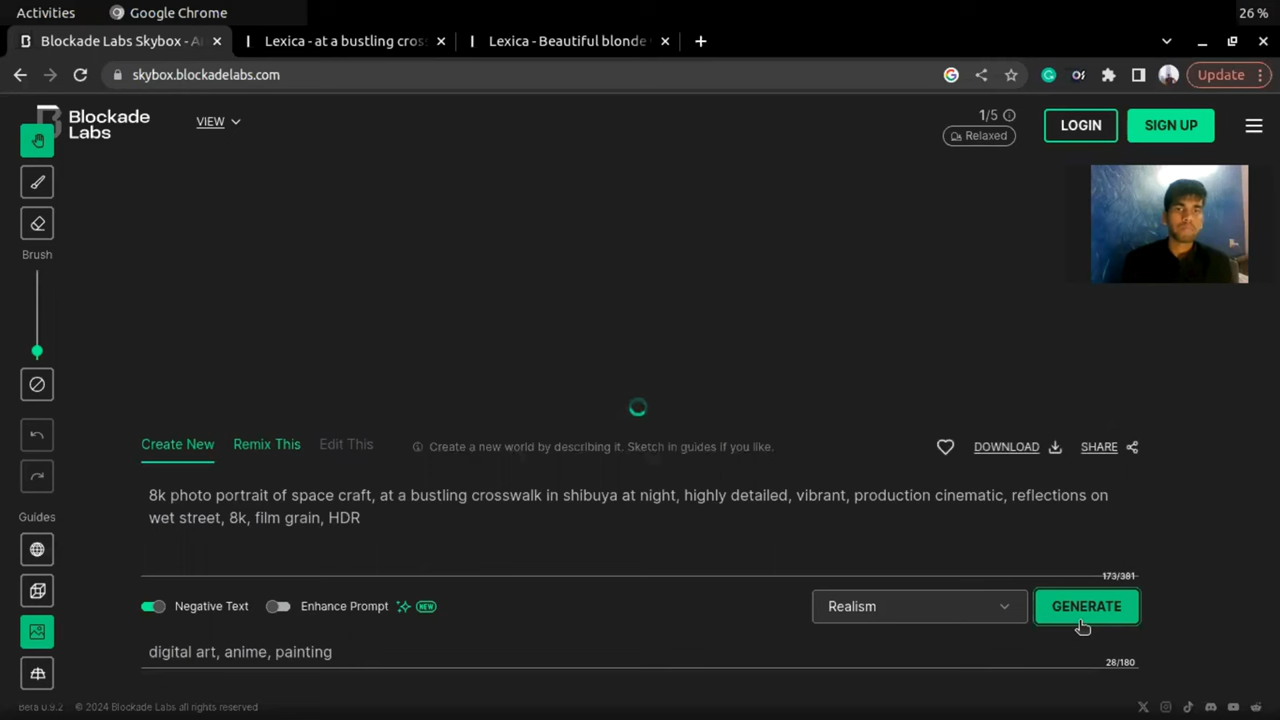 Activities
Google Chrome
26 %
Blockade Labs Skybox - A
Lexica - at a bustling cros
Lexica - Beautiful blonde
skybox.blockadelabs.com
Update
Blockade
Labs
VIEW
1/5
Relaxed
LOGIN
SIGN UP
Brush
Create New
Remix This
Edit This
Create a new world by describing it. Sketch in guides if you like.
DOWNLOAD
SHARE
8k photo portrait of space craft, at a bustling crosswalk in shibuya at night, highly detailed, vibrant, production cinematic, reflections on
wet street, 8k, film grain, HDR
Guides
173/381
Negative Text
Enhance Prompt
NEW
Realism
GENERATE
digital art, anime, painting
28/180
beta 0.9.2
© 2024 Blockade Labs all rights reserved